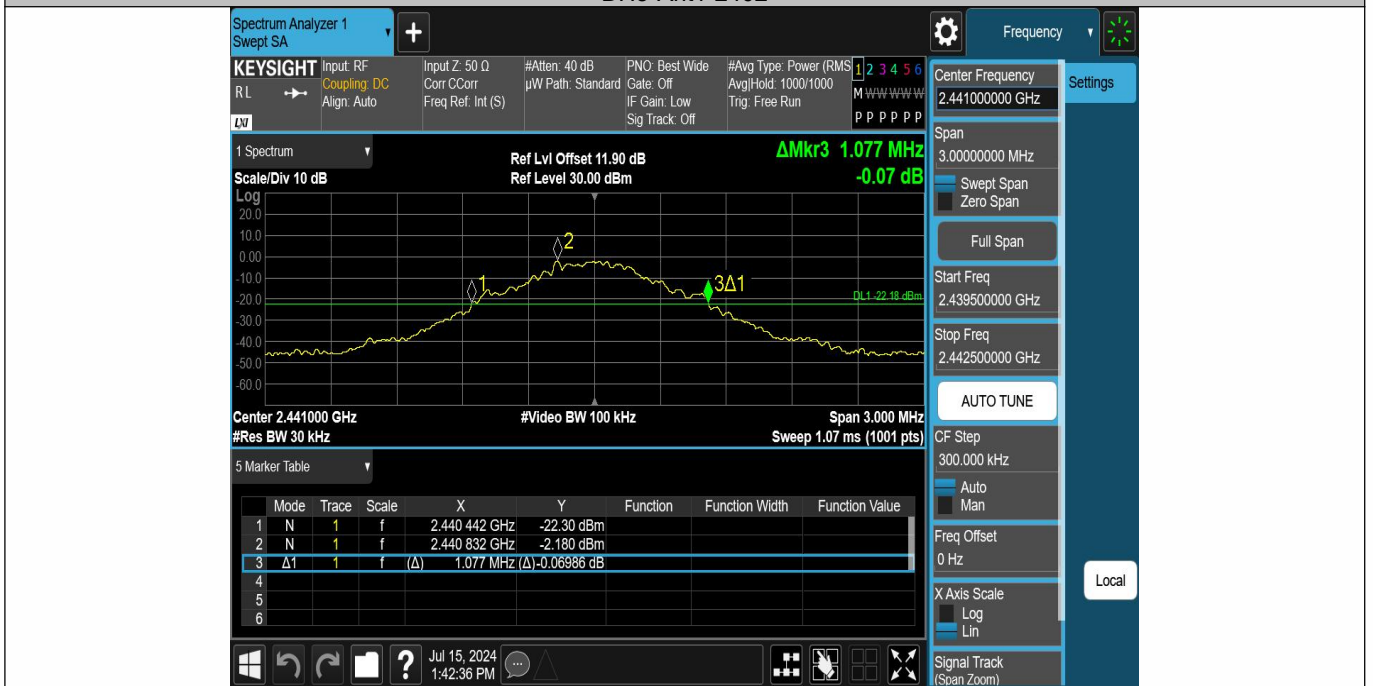 Spectrum Analyzer 1
Swept SA
+
Frequency
KEYSIGHT Input: RF Input Z: 50 Ω #Atten: 40 dB PNO: Best Wide #Avg Type: Power (RMS 1 2 3 4 5 6
RL Coupling: DC Corr CCorr µW Path: Standard Gate: Off Avg|Hold: 1000/1000 M W W W W W
Align: Auto Freq Ref: Int (S) IF Gain: Low Trig: Free Run
LXI Sig Track: Off P P P P P P
Center Frequency
2.441000000 GHz
Settings
Span
3.00000000 MHz
Swept Span
Zero Span
Full Span
Start Freq
2.439500000 GHz
Stop Freq
2.442500000 GHz
AUTO TUNE
CF Step
300.000 kHz
Auto
Man
Freq Offset
0 Hz
X Axis Scale
Log
Lin
Signal Track
(Span Zoom)
Local
1 Spectrum
Ref Lvl Offset 11.90 dB
ΔMkr3 1.077 MHz
Scale/Div 10 dB
Ref Level 30.00 dBm
-0.07 dB
Log
20.0
10.0
0.00
-10.0
-20.0
-30.0
-40.0
-50.0
-60.0
2
1
3Δ1
DL1 -22.18 dBm
Center 2.441000 GHz #Video BW 100 kHz Span 3.000 MHz
#Res BW 30 kHz Sweep 1.07 ms (1001 pts)
5 Marker Table
Mode Trace Scale X Y Function Function Width Function Value
1 N 1 f 2.440 442 GHz -22.30 dBm
2 N 1 f 2.440 832 GHz -2.180 dBm
3 Δ1 1 f (Δ) 1.077 MHz (Δ) -0.06986 dB
4
5
6
?
Jul 15, 2024
1:42:36 PM